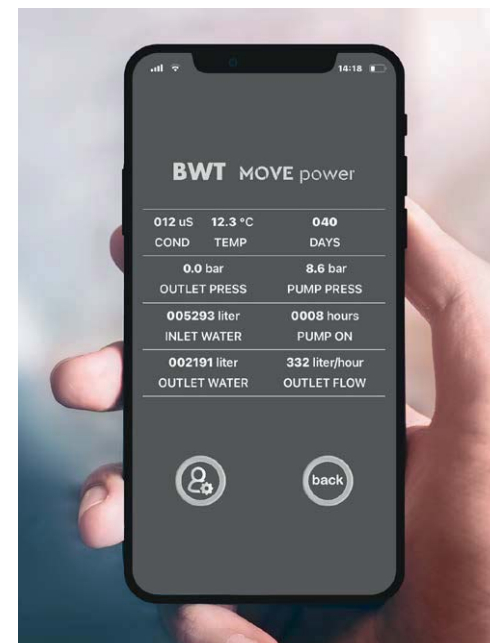 14:18
BWT MOVE power
012 uS 12.3 °C 040
COND TEMP DAYS
0.0 bar 8.6 bar
OUTLET PRESS PUMP PRESS
005293 liter 0008 hours
INLET WATER PUMP ON
002191 liter 332 liter/hour
OUTLET WATER OUTLET FLOW
back